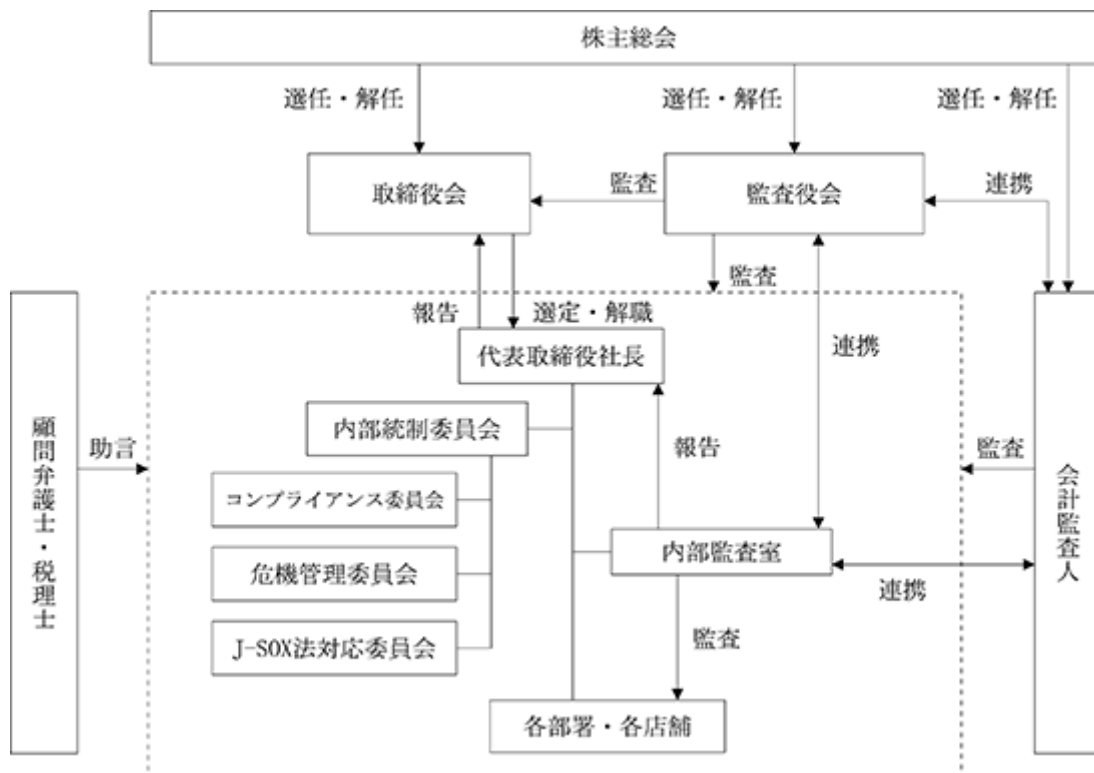 株主総会
選任・解任
選任・解任
選任・解任
取締役会
監査
監査役会
連携
監査
報告
選定・解職
代表取締役社長
連携
内部統制委員会
顧問弁護士・税理士
助言
報告
監査
会計監査人
コンプライアンス委員会
内部監査室
危機管理委員会
連携
J-SOX法対応委員会
監査
各部署・各店舗